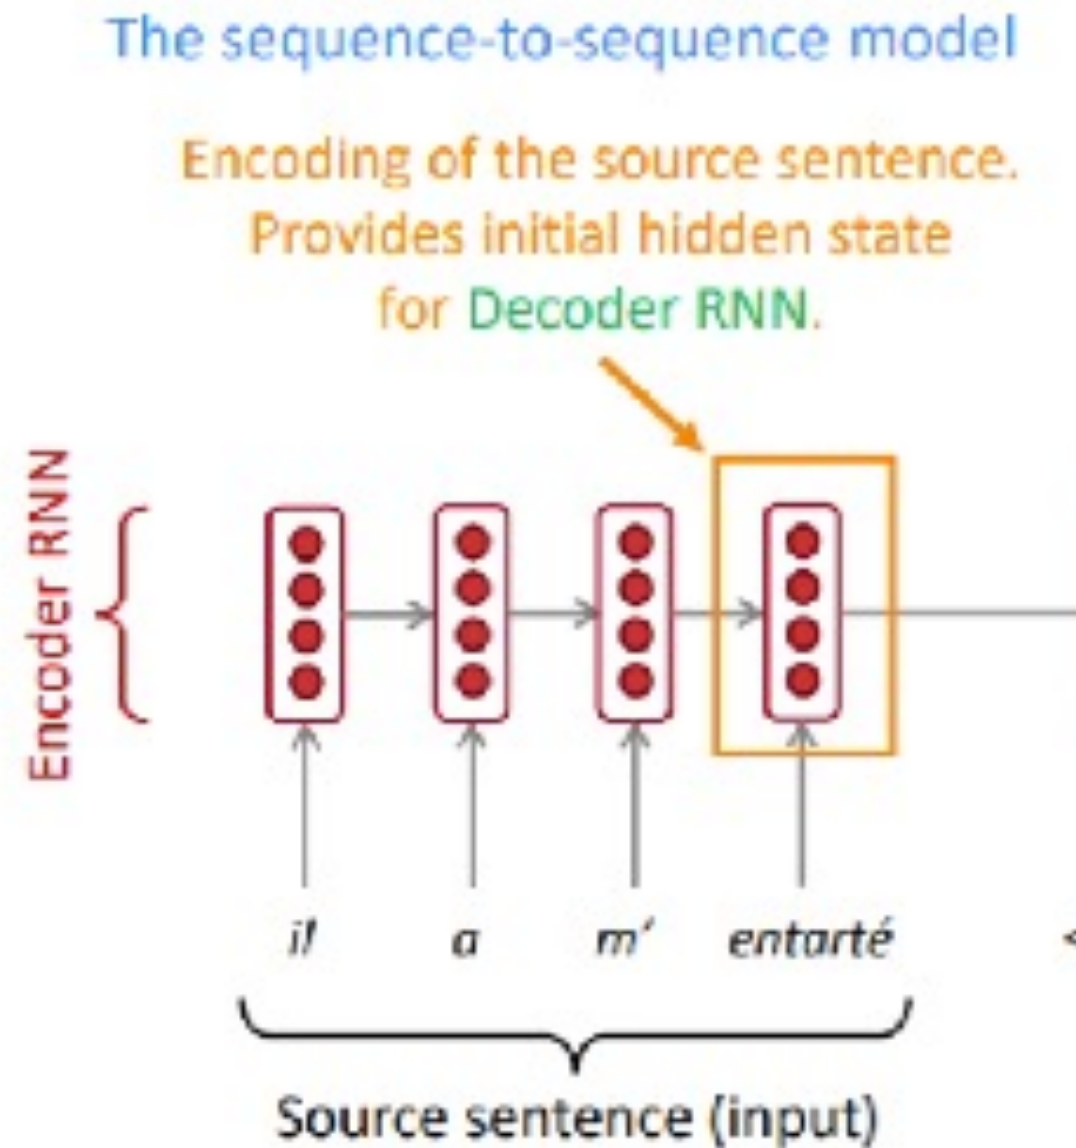 The sequence-to-sequence model
Encoding of the source sentence.
Provides initial hidden state
for Decoder RNN.
Encoder RNN
il a m' entarté <
Source sentence (input)